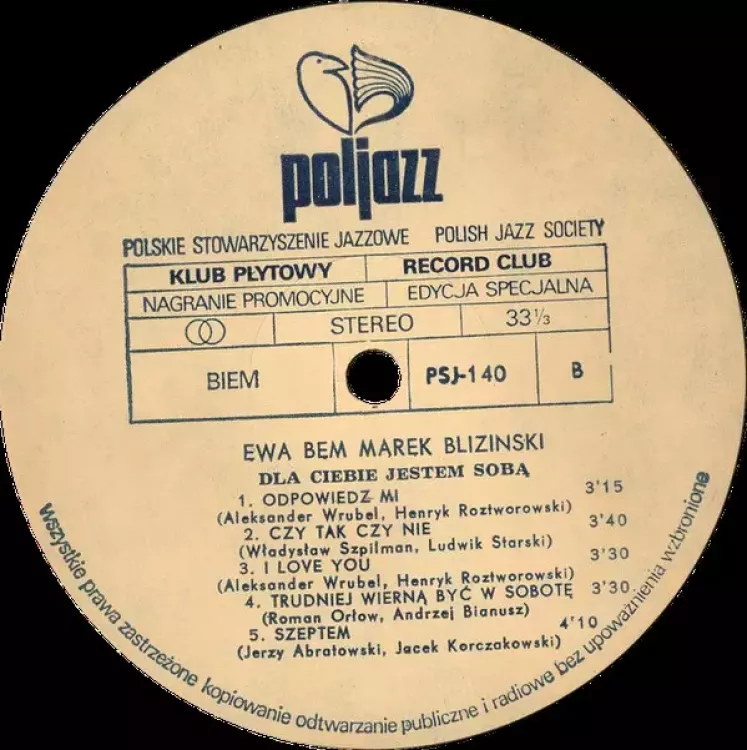 poljazz
POLSKIE STOWARZYSZENIE JAZZOWE POLISH JAZZ SOCIETY
KLUB PŁYTOWY RECORD CLUB
NAGRANIE PROMOCYJNE EDYCJA SPECJALNA
STEREO 33 1/3
BIEM PSJ-140 B
EWA BEM MAREK BLIZINSKI
DLA CIEBIE JESTEM SOBĄ
1. ODPOWIEDZ MI 3'15
(Aleksander Wrubel, Henryk Roztworowski)
2. CZY TAK CZY NIE 3'40
(Władysław Szpilman, Ludwik Starski)
3. I LOVE YOU 3'30
(Aleksander Wrubel, Henryk Roztworowski)
4. TRUDNIEJ WIERNĄ BYĆ W SOBOTĘ 3'30
(Roman Orłow, Andrzej Bianusz)
5. SZEPTEM 4'10
(Jerzy Abratowski, Jacek Korczakowski)
Wszystkie prawa zastrzeżone kopiowanie odtwarzanie publiczne i radiowe bez upoważnienia wzbronione